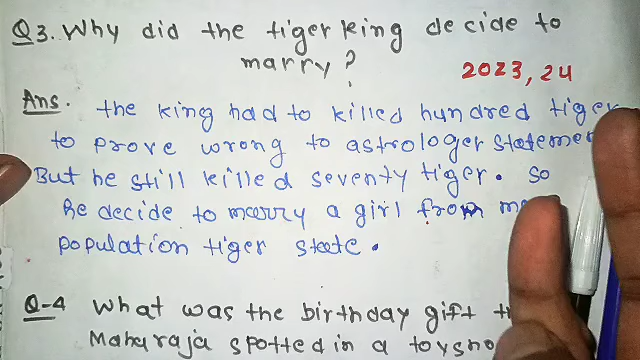 Q3. Why did the tiger king decide to
marry?
2023, 24
Ans. the king had to killed hundred tiger
to prove wrong to astrologer
But he still killed seventy tiger. So
he decide to marry a girl from
population tiger state.
Q-4 What was the birthday gift
Maharaja spotted in a